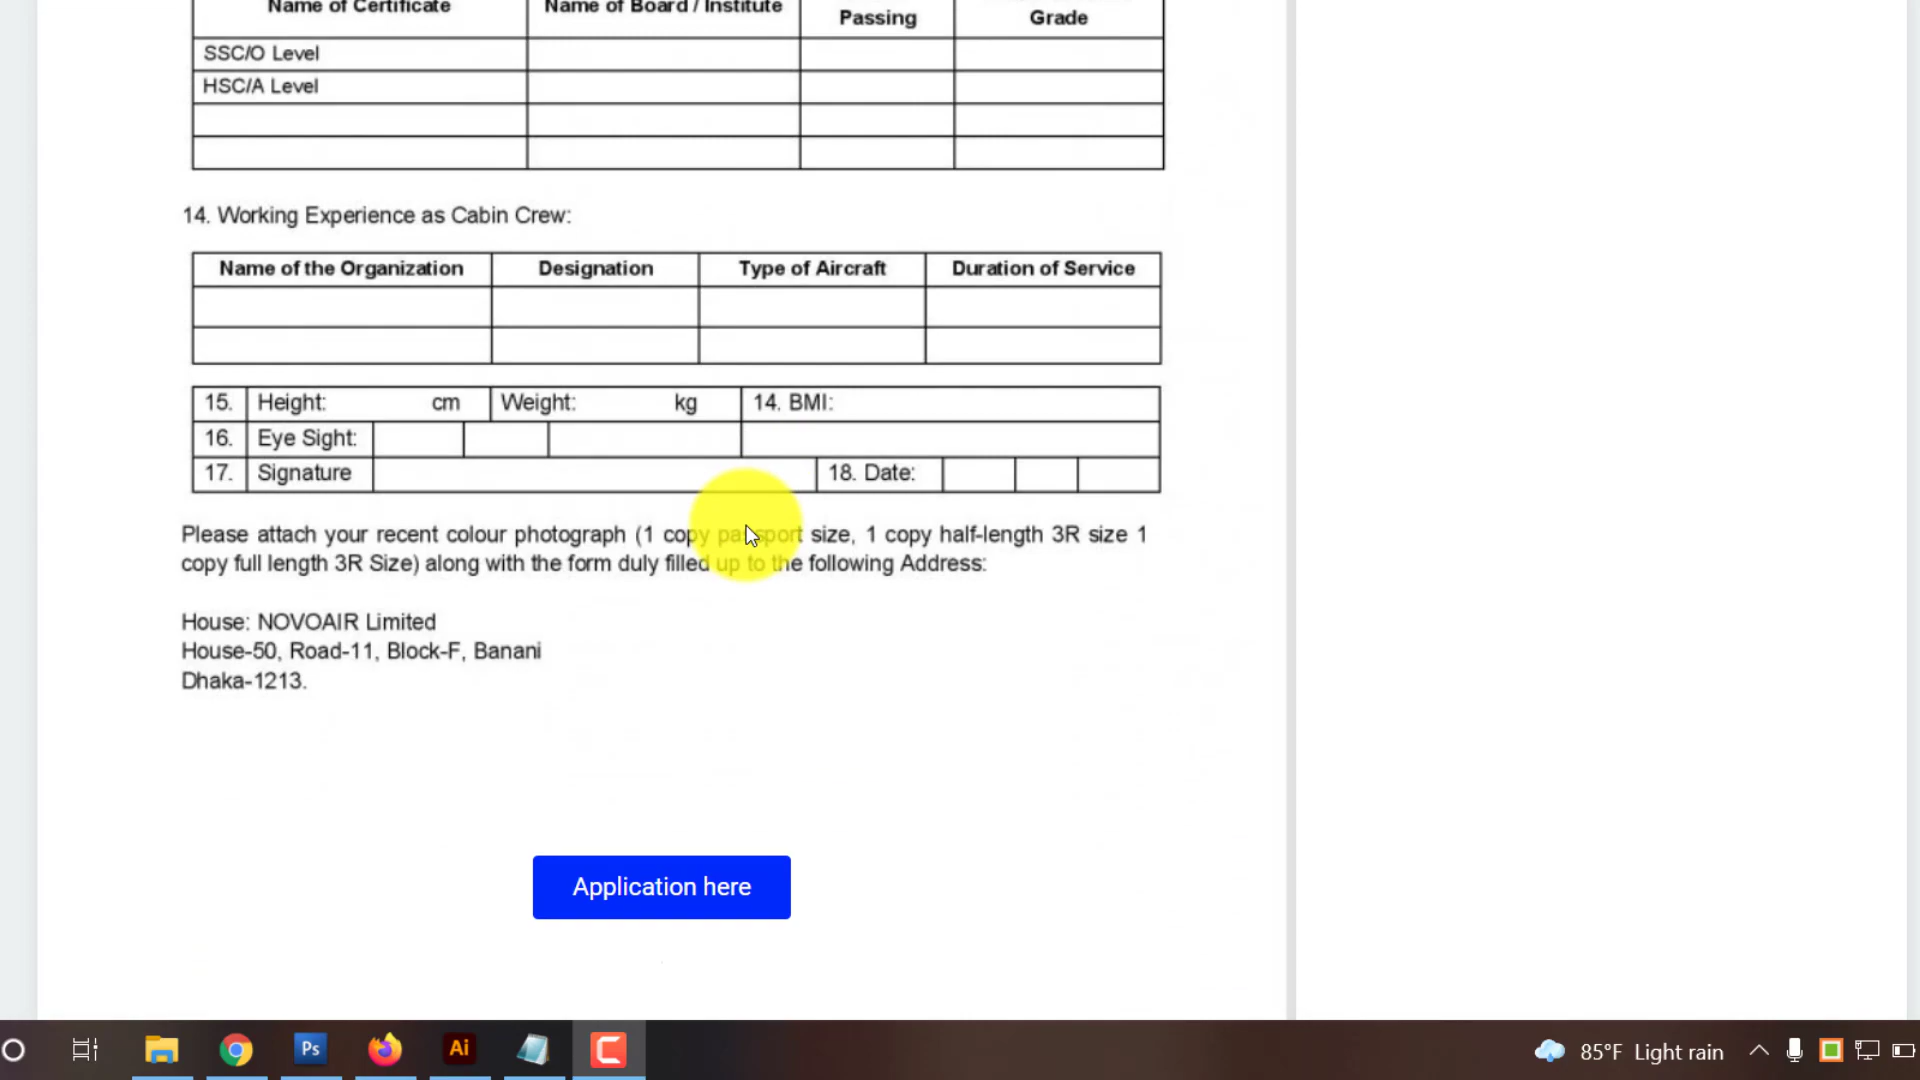 Name of Certificate Name of Board / Institute Passing Grade
SSC/O Level
HSC/A Level
14. Working Experience as Cabin Crew:
Name of the Organization Designation Type of Aircraft Duration of Service
15. Height: cm Weight: kg 14. BMI:
16. Eye Sight:
17. Signature 18. Date:
Please attach your recent colour photograph (1 copy passport size, 1 copy half-length 3R size 1
copy full length 3R Size) along with the form duly filled up to the following Address:
House: NOVOAIR Limited
House-50, Road-11, Block-F, Banani
Dhaka-1213.
Application here
Ps Ai C 85°F Light rain